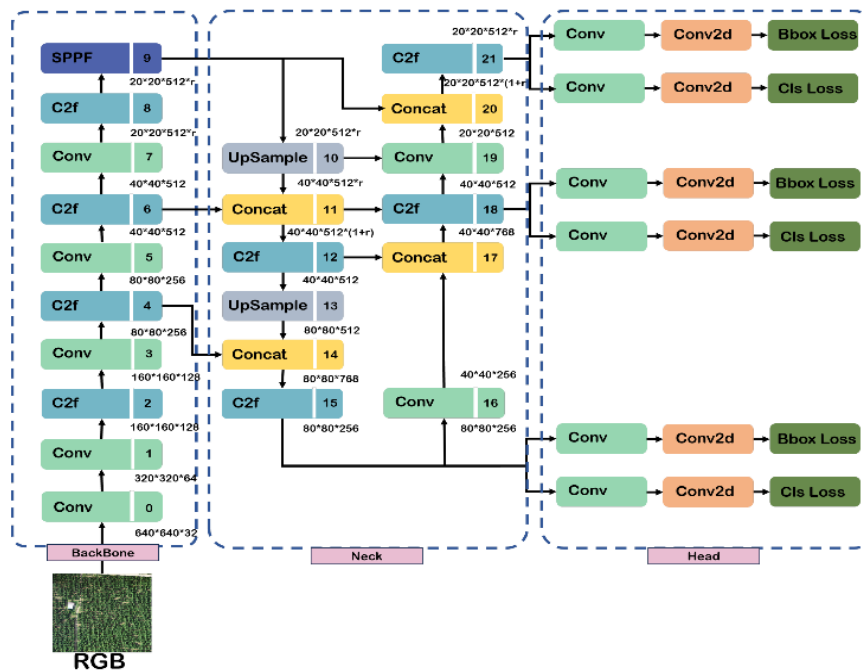 SPPF 9
20*20*512*r
C2f 8
20*20*512*r
Conv 7
40*40*512
C2f 6
40*40*512
Conv 5
80*80*256
C2f 4
80*80*256
Conv 3
160*160*128
C2f 2
160*160*128
Conv 1
320*320*64
Conv 0
640*640*32
BackBone
RGB
20*20*512*r
UpSample 10
40*40*512*r
Concat 11
40*40*512*(1+r)
C2f 12
40*40*512
UpSample 13
80*80*512
Concat 14
80*80*768
C2f 15
80*80*256
20*20*512*r
C2f 21
20*20*512*(1+r
Concat 20
20*20*512
Conv 19
40*40*512
C2f 18
40*40*768
Concat 17
40*40*256
Conv 16
80*80*256
Neck
Conv Conv2d Bbox Loss
Conv Conv2d Cls Loss
Conv Conv2d Bbox Loss
Conv Conv2d Cls Loss
Conv Conv2d Bbox Loss
Conv Conv2d Cls Loss
Head